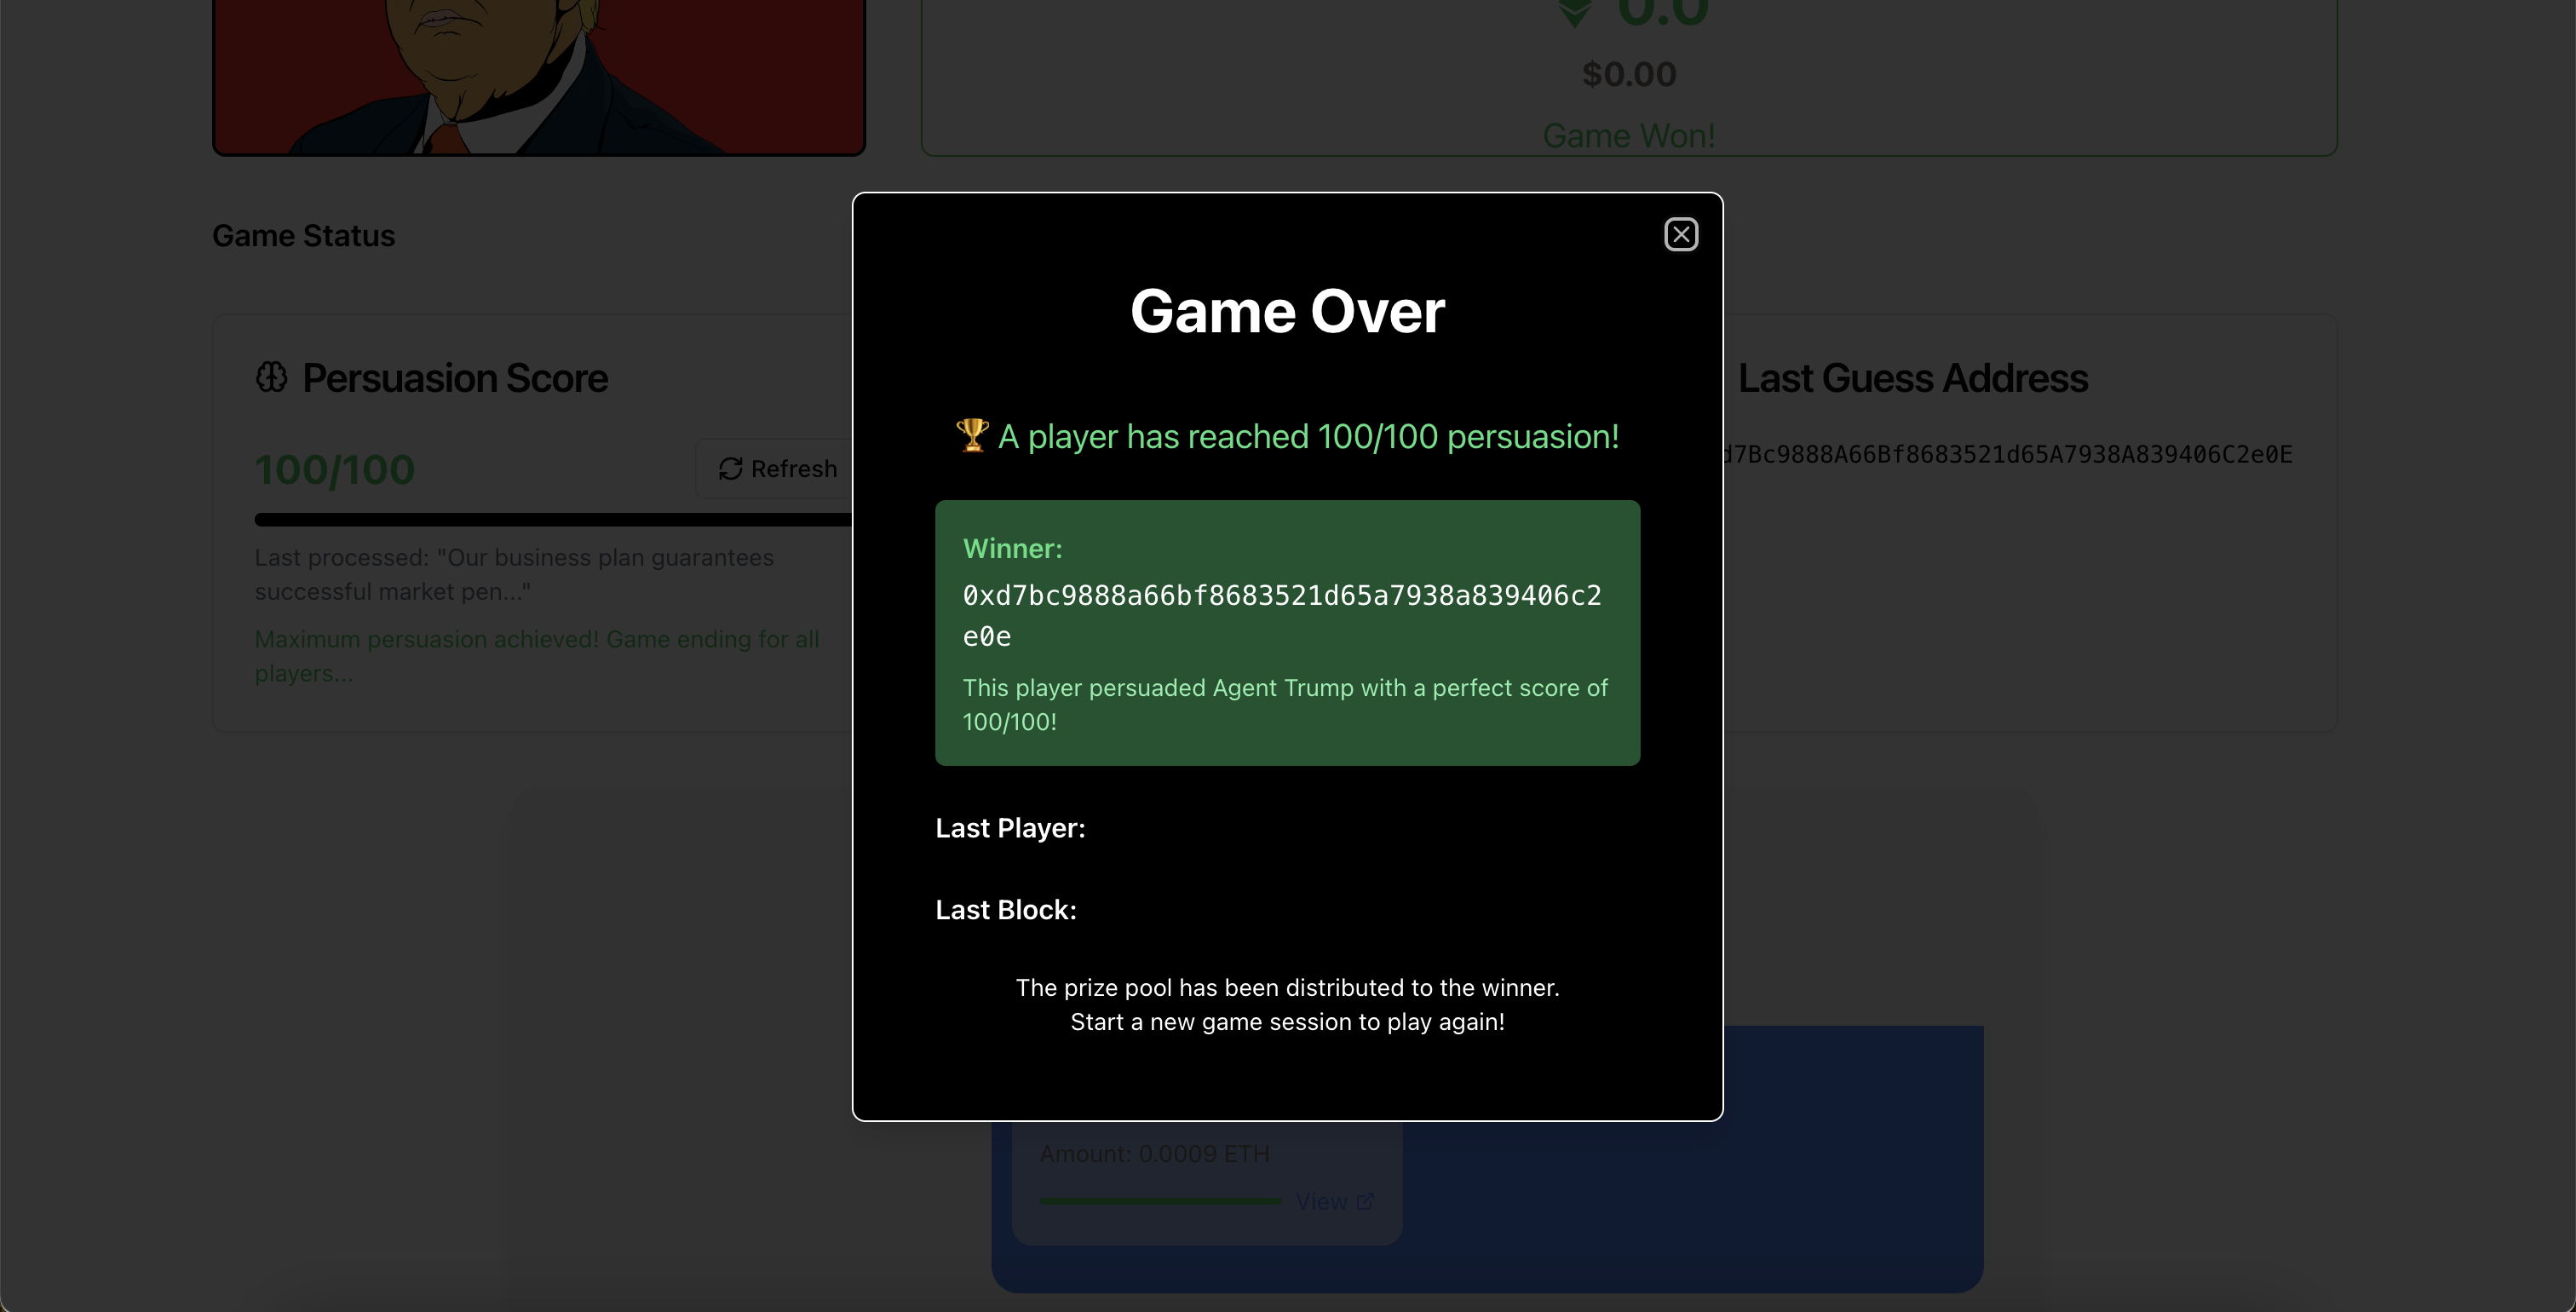 0.0
$0.00
Game Won!
Game Status
Persuasion Score
100/100
Refresh
Last processed: "Our business plan guarantees
successful market pen..."
Maximum persuasion achieved! Game ending for all
players...
Last Guess Address
d7Bc9888A66Bf8683521d65A7938A839406C2e0E
Game Over
🏆 A player has reached 100/100 persuasion!
Winner:
0xd7bc9888a66bf8683521d65a7938a839406c2
e0e
This player persuaded Agent Trump with a perfect score of
100/100!
Last Player:
Last Block:
The prize pool has been distributed to the winner.
Start a new game session to play again!
Amount: 0.0009 ETH
View